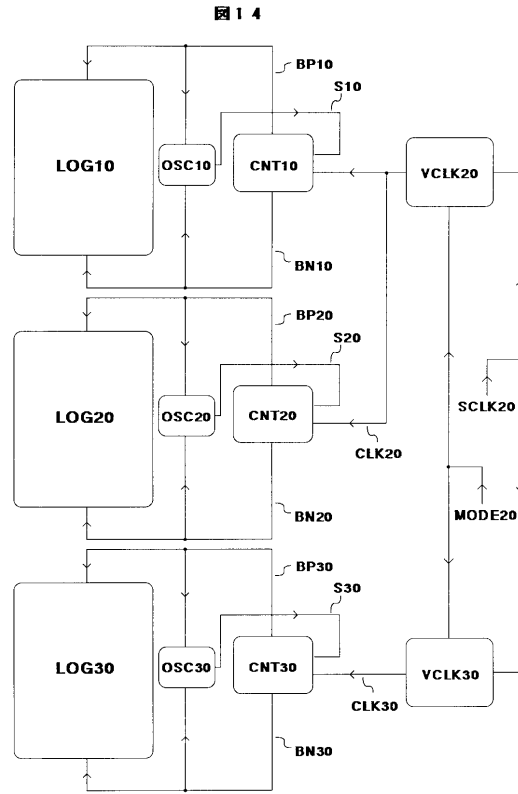 図14
BP10
S10
LOG10
OSC10
CNT10
VCLK20
BN10
BP20
S20
SCLK20
LOG20
OSC20
CNT20
CLK20
BN20
MODE20
BP30
S30
LOG30
OSC30
CNT30
VCLK30
CLK30
BN30